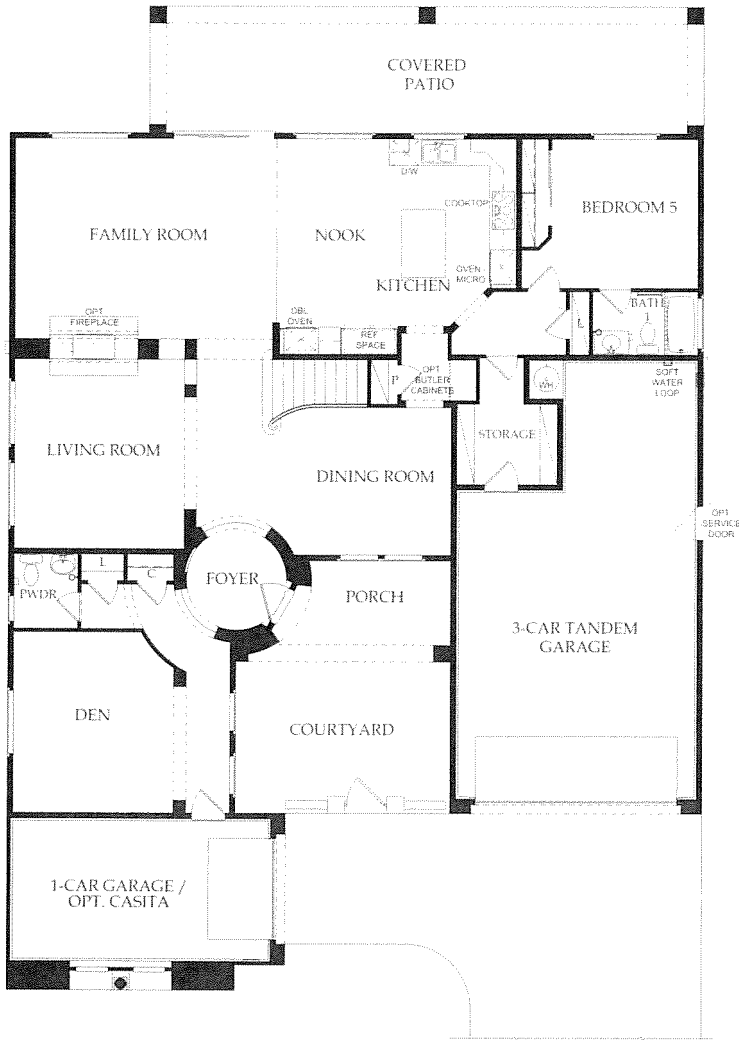 COVERED
PATIO
D/W
COOKTOP
BEDROOM 5
FAMILY ROOM
NOOK
OVEN
MICRO
KITCHEN
BATH
1
OPT
FIREPLACE
DBL
OVEN
REF
SPACE
L
P
OPT
BUTLER
CABINETS
WH
SOFT
WATER
LOOP
LIVING ROOM
DINING ROOM
STORAGE
OPT
SERVICE
DOOR
L
C
PWDR
FOYER
PORCH
3-CAR TANDEM
GARAGE
DEN
COURTYARD
1-CAR GARAGE /
OPT. CASITA